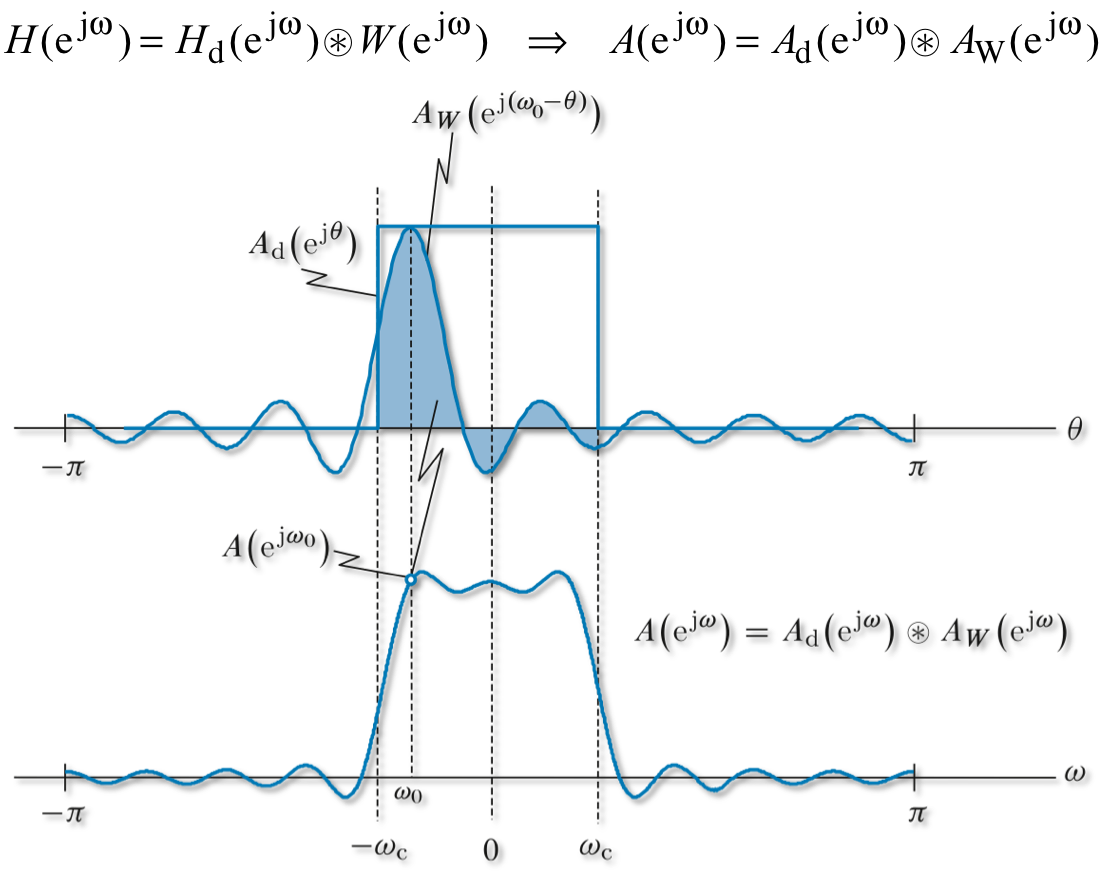 H(e^jω) = H_d(e^jω) ⊛ W(e^jω) ⇒ A(e^jω) = A_d(e^jω) ⊛ A_W(e^jω)
A_W(e^j(ω_0−θ))
A_d(e^jθ)
−π π θ
A(e^jω_0)
A(e^jω) = A_d(e^jω) ⊛ A_W(e^jω)
−π ω_0 π ω
−ω_c 0 ω_c